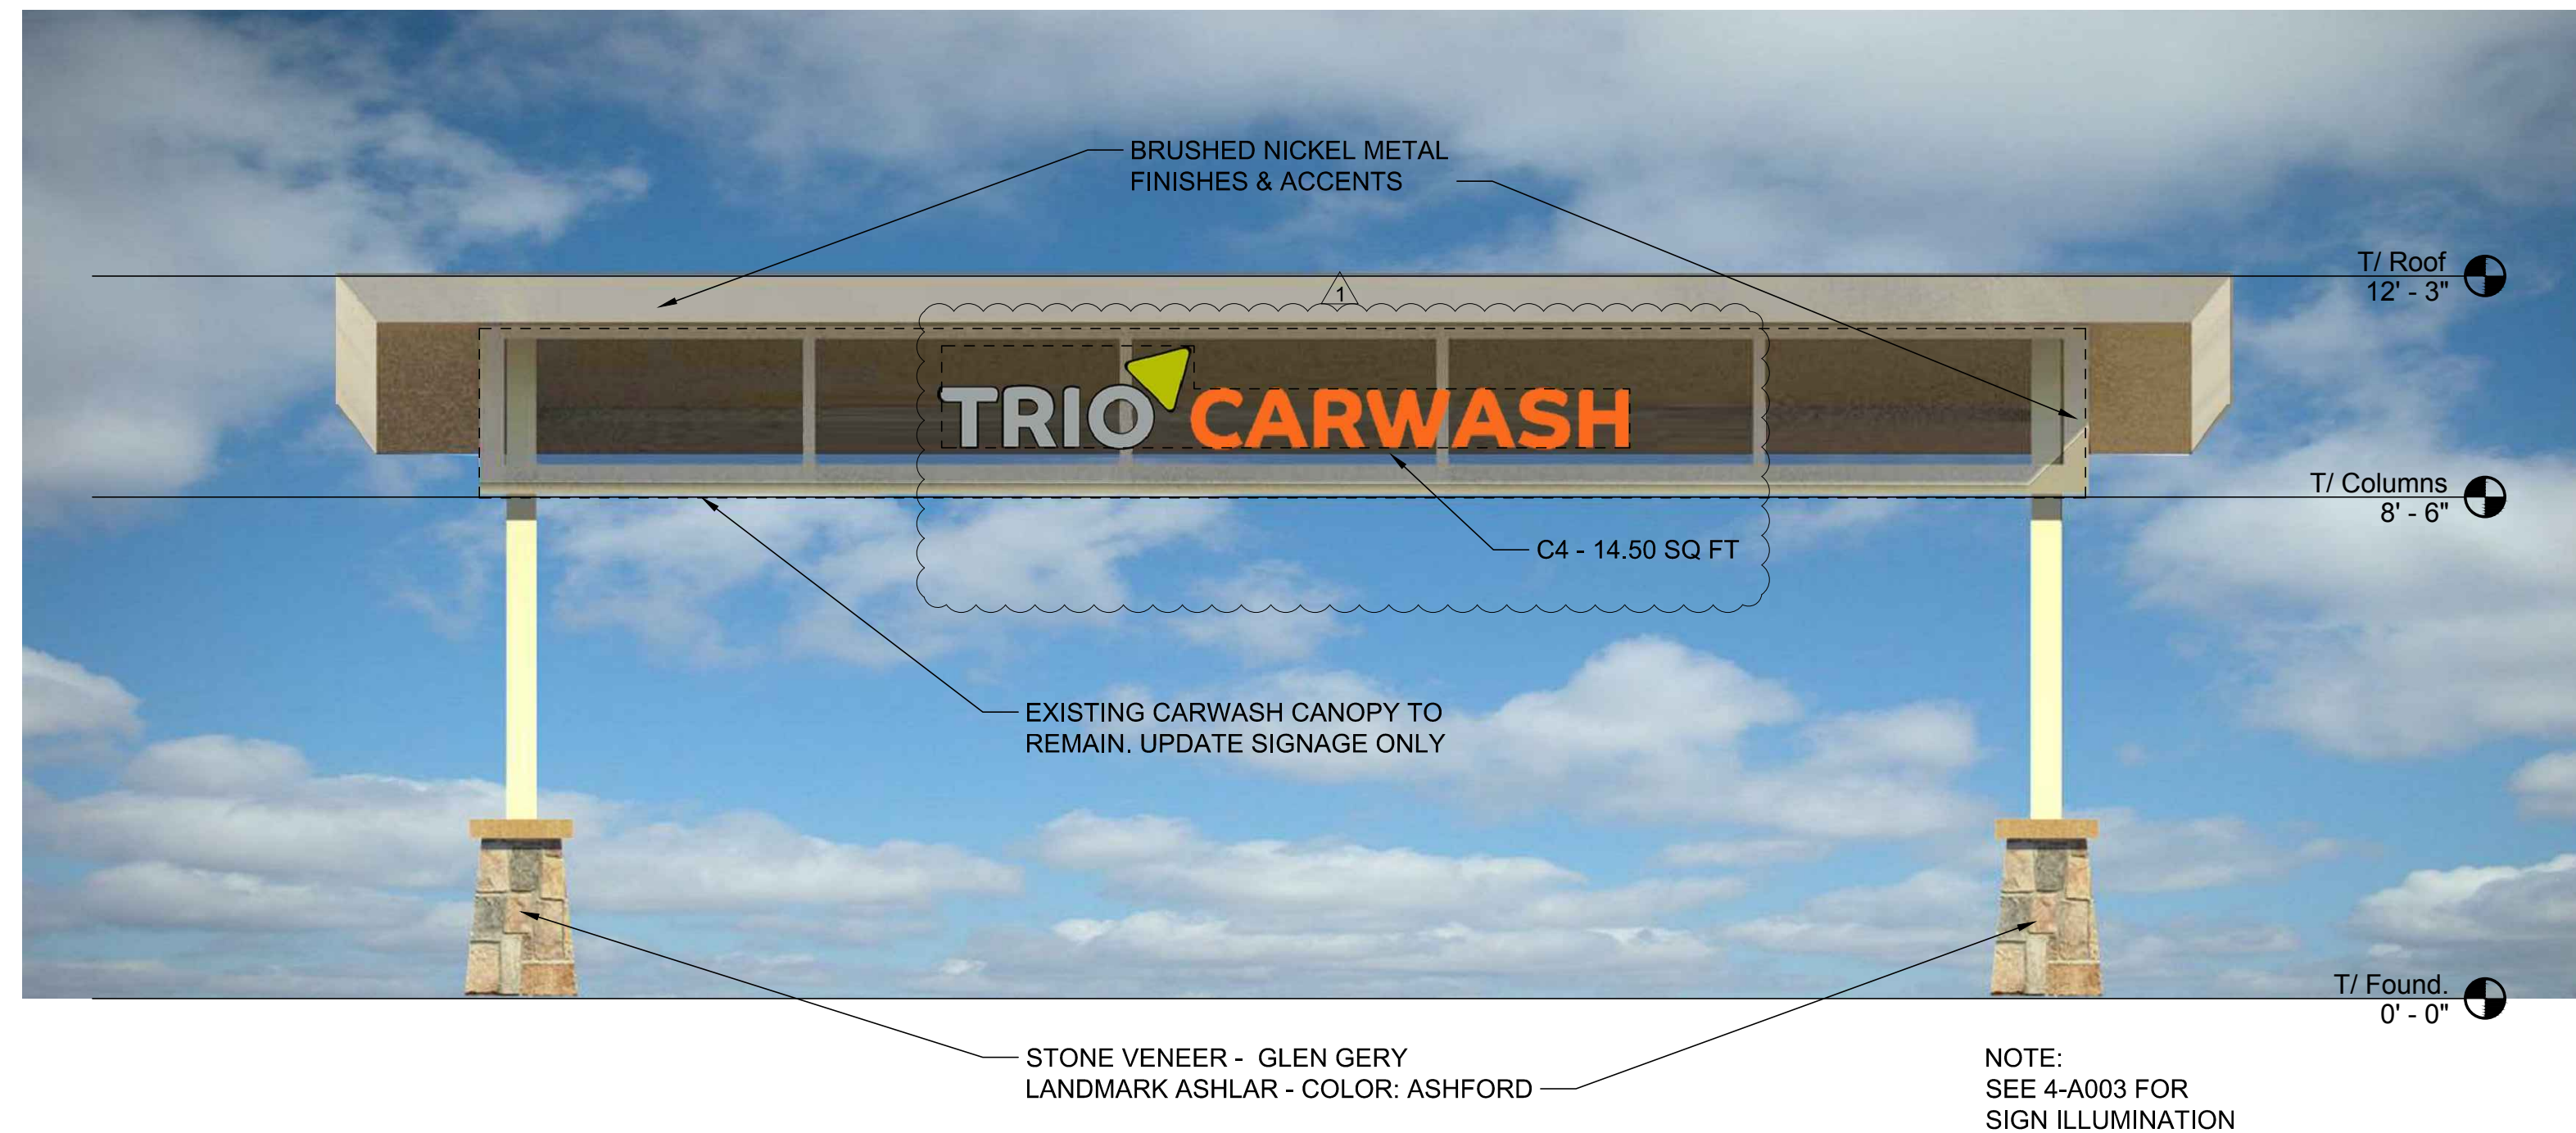 BRUSHED NICKEL METAL
FINISHES & ACCENTS
T/ Roof
12' - 3"
1
TRIO CARWASH
T/ Columns
8' - 6"
C4 - 14.50 SQ FT
EXISTING CARWASH CANOPY TO
REMAIN. UPDATE SIGNAGE ONLY
T/ Found.
0' - 0"
STONE VENEER - GLEN GERY
LANDMARK ASHLAR - COLOR: ASHFORD
NOTE:
SEE 4-A003 FOR
SIGN ILLUMINATION